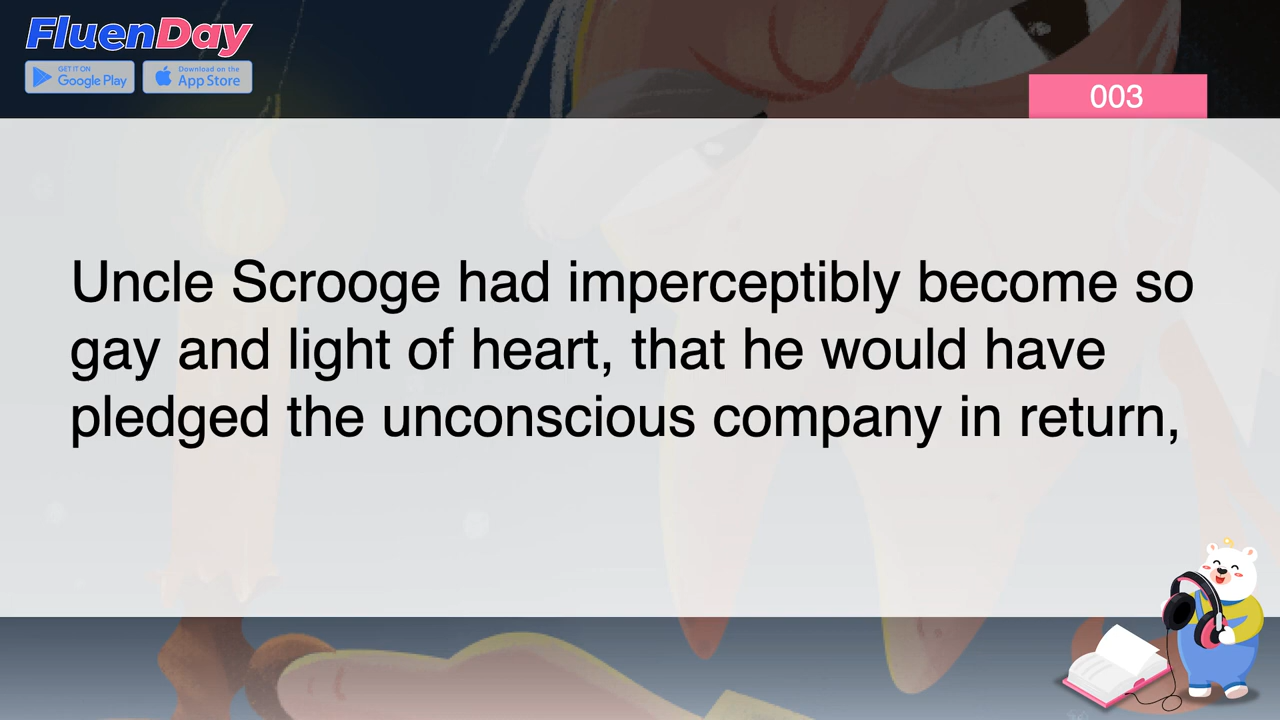 FluenDay
GET IT ON
Google Play
Download on the
App Store
003
Uncle Scrooge had imperceptibly become so
gay and light of heart, that he would have
pledged the unconscious company in return,